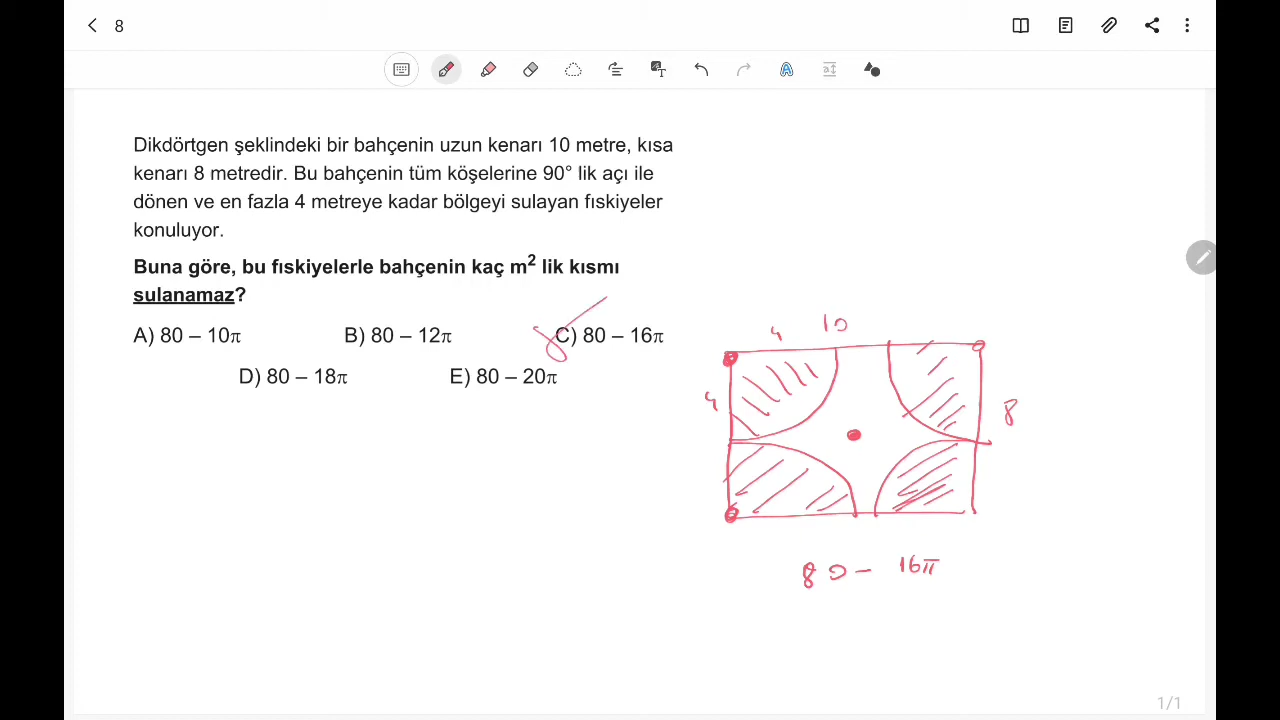 8
Dikdörtgen şeklindeki bir bahçenin uzun kenarı 10 metre, kısa
kenarı 8 metredir. Bu bahçenin tüm köşelerine 90° lik açı ile
dönen ve en fazla 4 metreye kadar bölgeyi sulayan fıskiyeler
konuluyor.
Buna göre, bu fıskiyelerle bahçenin kaç m² lik kısmı
sulanamaz?
A) 80 – 10π B) 80 – 12π C) 80 – 16π
D) 80 – 18π E) 80 – 20π
4 10
4
8
80 – 16π
1/1